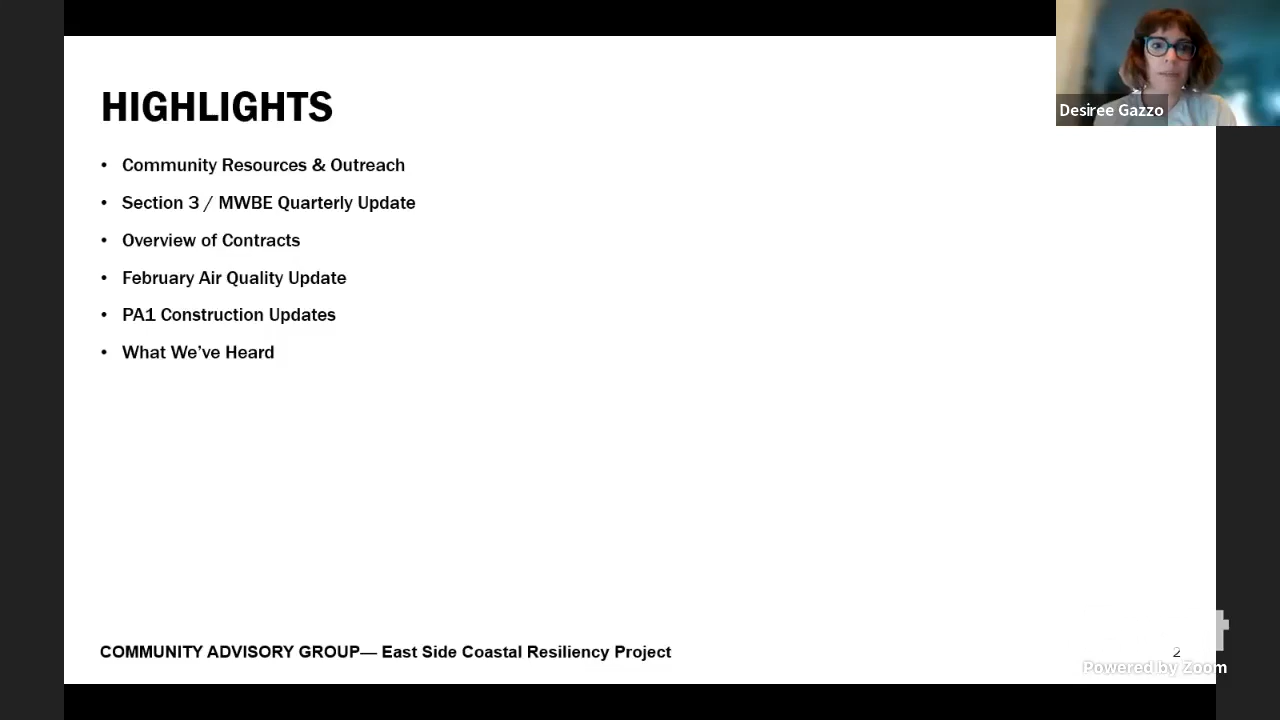 HIGHLIGHTS
Desiree Gazzo
• Community Resources & Outreach
• Section 3 / MWBE Quarterly Update
• Overview of Contracts
• February Air Quality Update
• PA1 Construction Updates
• What We’ve Heard
COMMUNITY ADVISORY GROUP— East Side Coastal Resiliency Project
2
Powered by Zoom